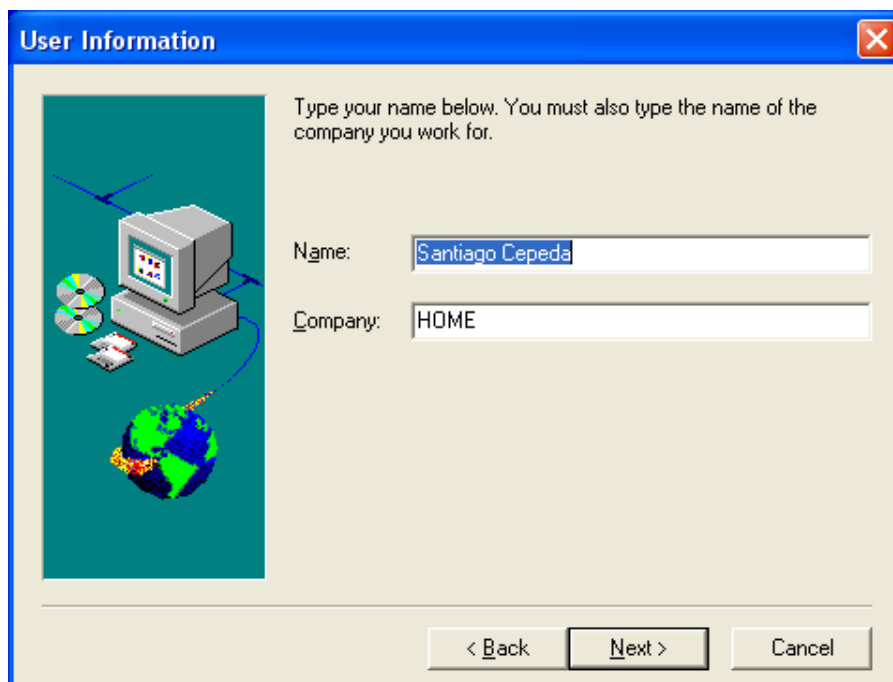 User Information
Type your name below. You must also type the name of the
company you work for.
Name:
Santiago Cepeda
Company:
HOME
< Back
Next >
Cancel